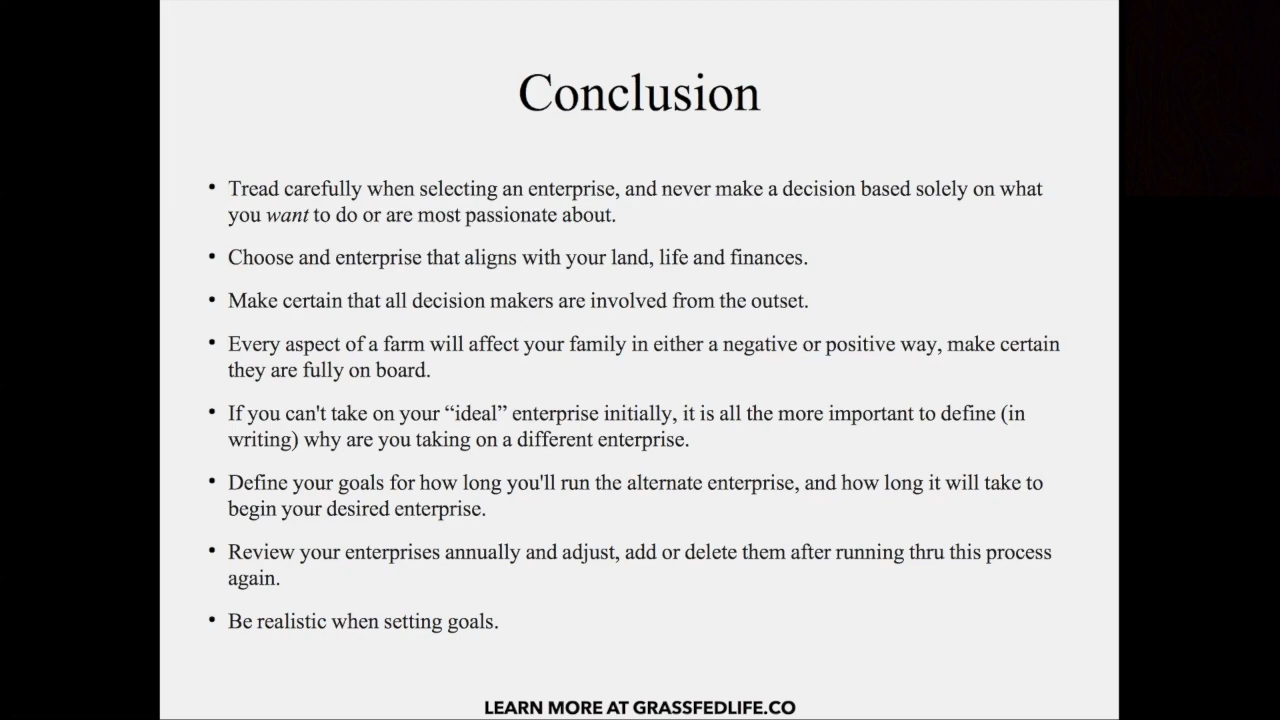 Conclusion
• Tread carefully when selecting an enterprise, and never make a decision based solely on what
you want to do or are most passionate about.
• Choose and enterprise that aligns with your land, life and finances.
• Make certain that all decision makers are involved from the outset.
• Every aspect of a farm will affect your family in either a negative or positive way, make certain
they are fully on board.
• If you can't take on your “ideal” enterprise initially, it is all the more important to define (in
writing) why are you taking on a different enterprise.
• Define your goals for how long you'll run the alternate enterprise, and how long it will take to
begin your desired enterprise.
• Review your enterprises annually and adjust, add or delete them after running thru this process
again.
• Be realistic when setting goals.
LEARN MORE AT GRASSFEDLIFE.CO